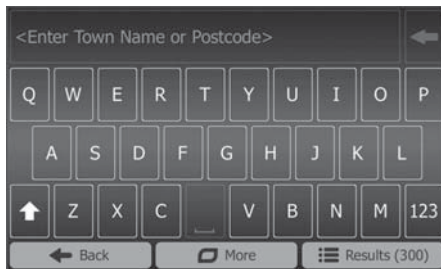 <Enter Town Name or Postcode>
Q W E R T Y U I O P
A S D F G H J K L
Z X C V B N M 123
Back More Results (300)